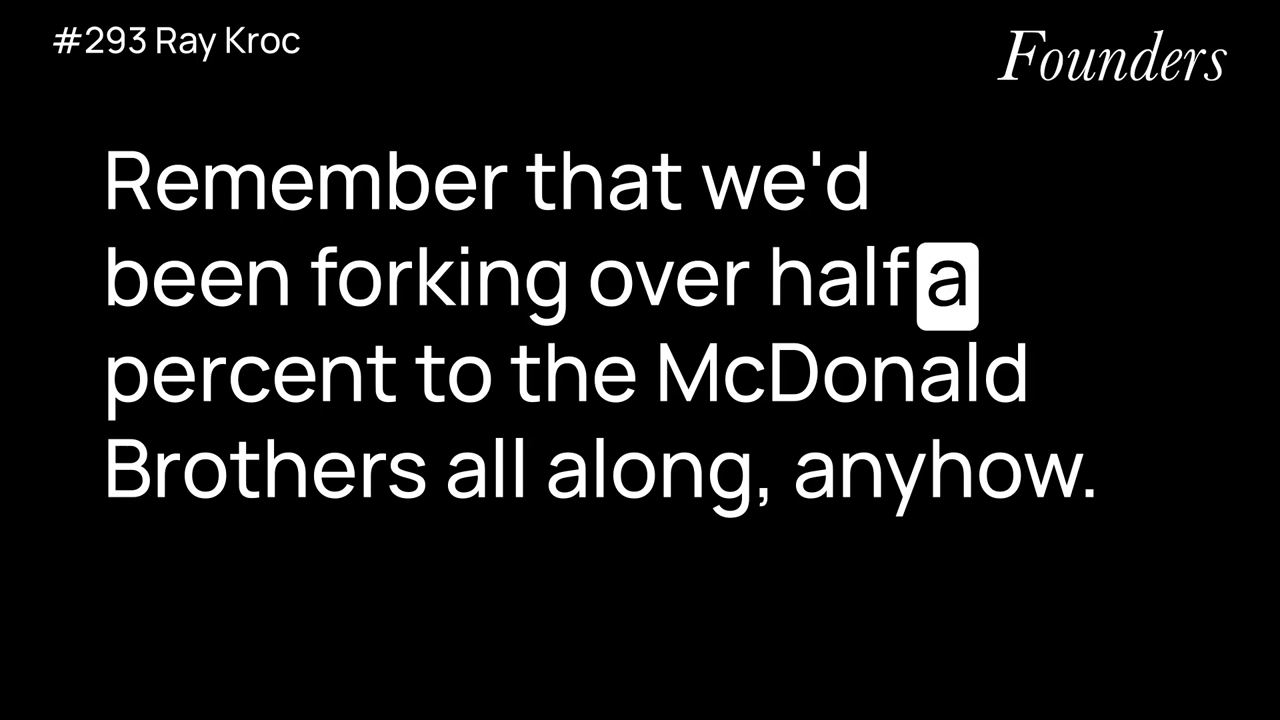 #293 Ray Kroc
Founders
Remember that we'd
been forking over half a
percent to the McDonald
Brothers all along, anyhow.